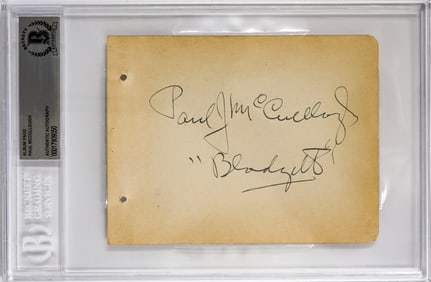 Paul J McCullough
"Blodgett"
ALBUM PAGE
PAUL MCCULLOUGH
AUTHENTIC AUTOGRAPH
BECKETT
GRADING
SERVICES
B